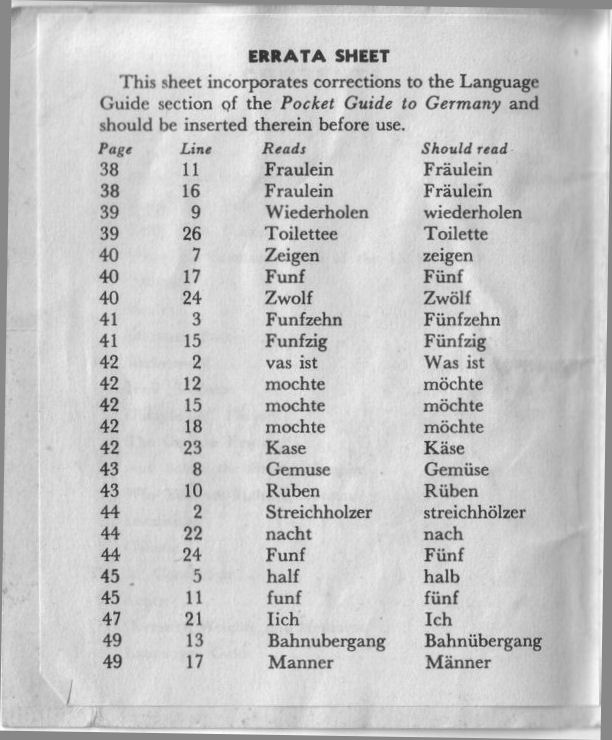 ERRATA SHEET
This sheet incorporates corrections to the Language
Guide section of the Pocket Guide to Germany and
should be inserted therein before use.
Page Line Reads Should read
38 11 Fraulein Fräulein
38 16 Fraulein Fräulein
39 9 Wiederholen wiederholen
39 26 Toilettee Toilette
40 7 Zeigen zeigen
40 17 Funf Fünf
40 24 Zwolf Zwölf
41 3 Funfzehn Fünfzehn
41 15 Funfzig Fünfzig
42 2 vas ist Was ist
42 12 mochte möchte
42 15 mochte möchte
42 18 mochte möchte
42 23 Kase Käse
43 8 Gemuse Gemüse
43 10 Ruben Rüben
44 2 Streichholzer streichhölzer
44 22 nacht nach
44 24 Funf Fünf
45 5 half halb
45 11 funf fünf
47 21 Iich Ich
49 13 Bahnubergang Bahnübergang
49 17 Manner Männer